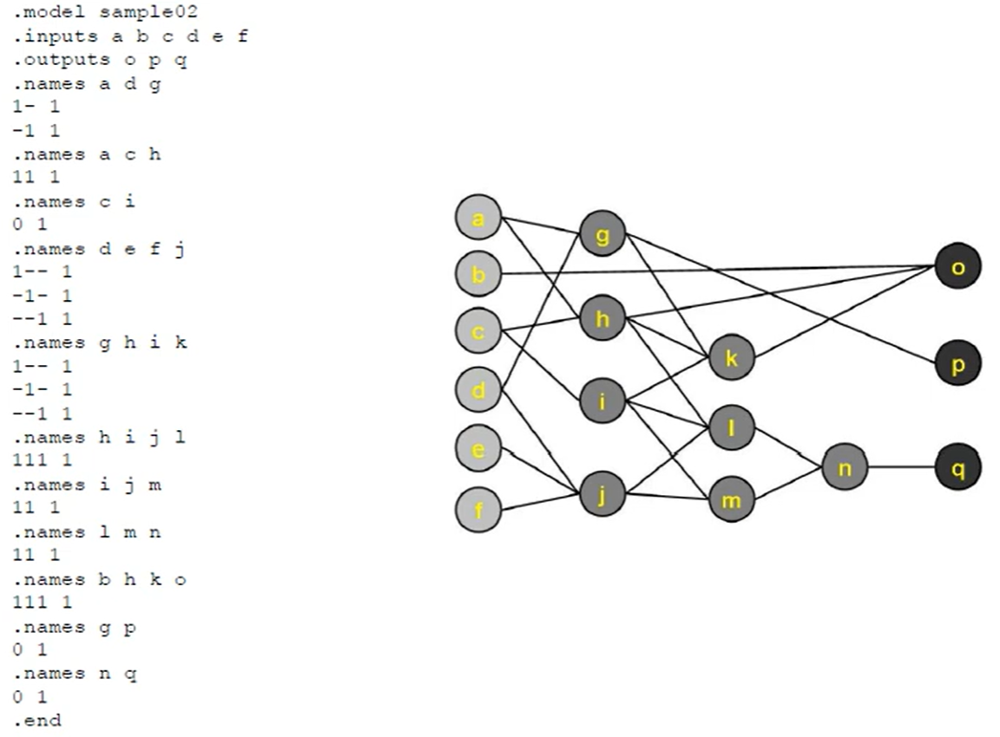 .model sample02
.inputs a b c d e f
.outputs o p q
.names a d g
1- 1
-1 1
.names a c h
11 1
.names c i
0 1
.names d e f j
1-- 1
-1- 1
--1 1
.names g h i k
1-- 1
-1- 1
--1 1
.names h i j l
111 1
.names i j m
11 1
.names l m n
11 1
.names b h k o
111 1
.names g p
0 1
.names n q
0 1
.end
a
b
c
d
e
f
g
h
i
j
k
l
m
n
o
p
q